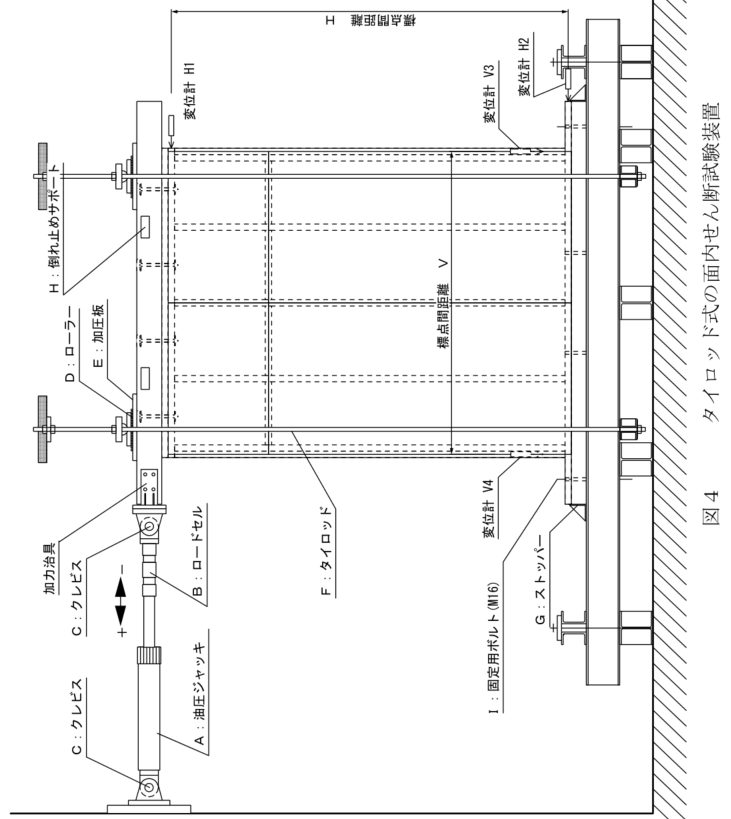 標点間距離 H
変位計 H1
変位計 V3
変位計 H2
H：倒れ止めサポート
D：ローラー
E：加圧板
標点間距離 V
加力治具
C：クレビス
B：ロードセル
F：タイロッド
変位計 V4
G：ストッパー
I：固定用ボルト(M16)
+ −
C：クレビス
A：油圧ジャッキ
図4 タイロッド式の面内せん断試験装置